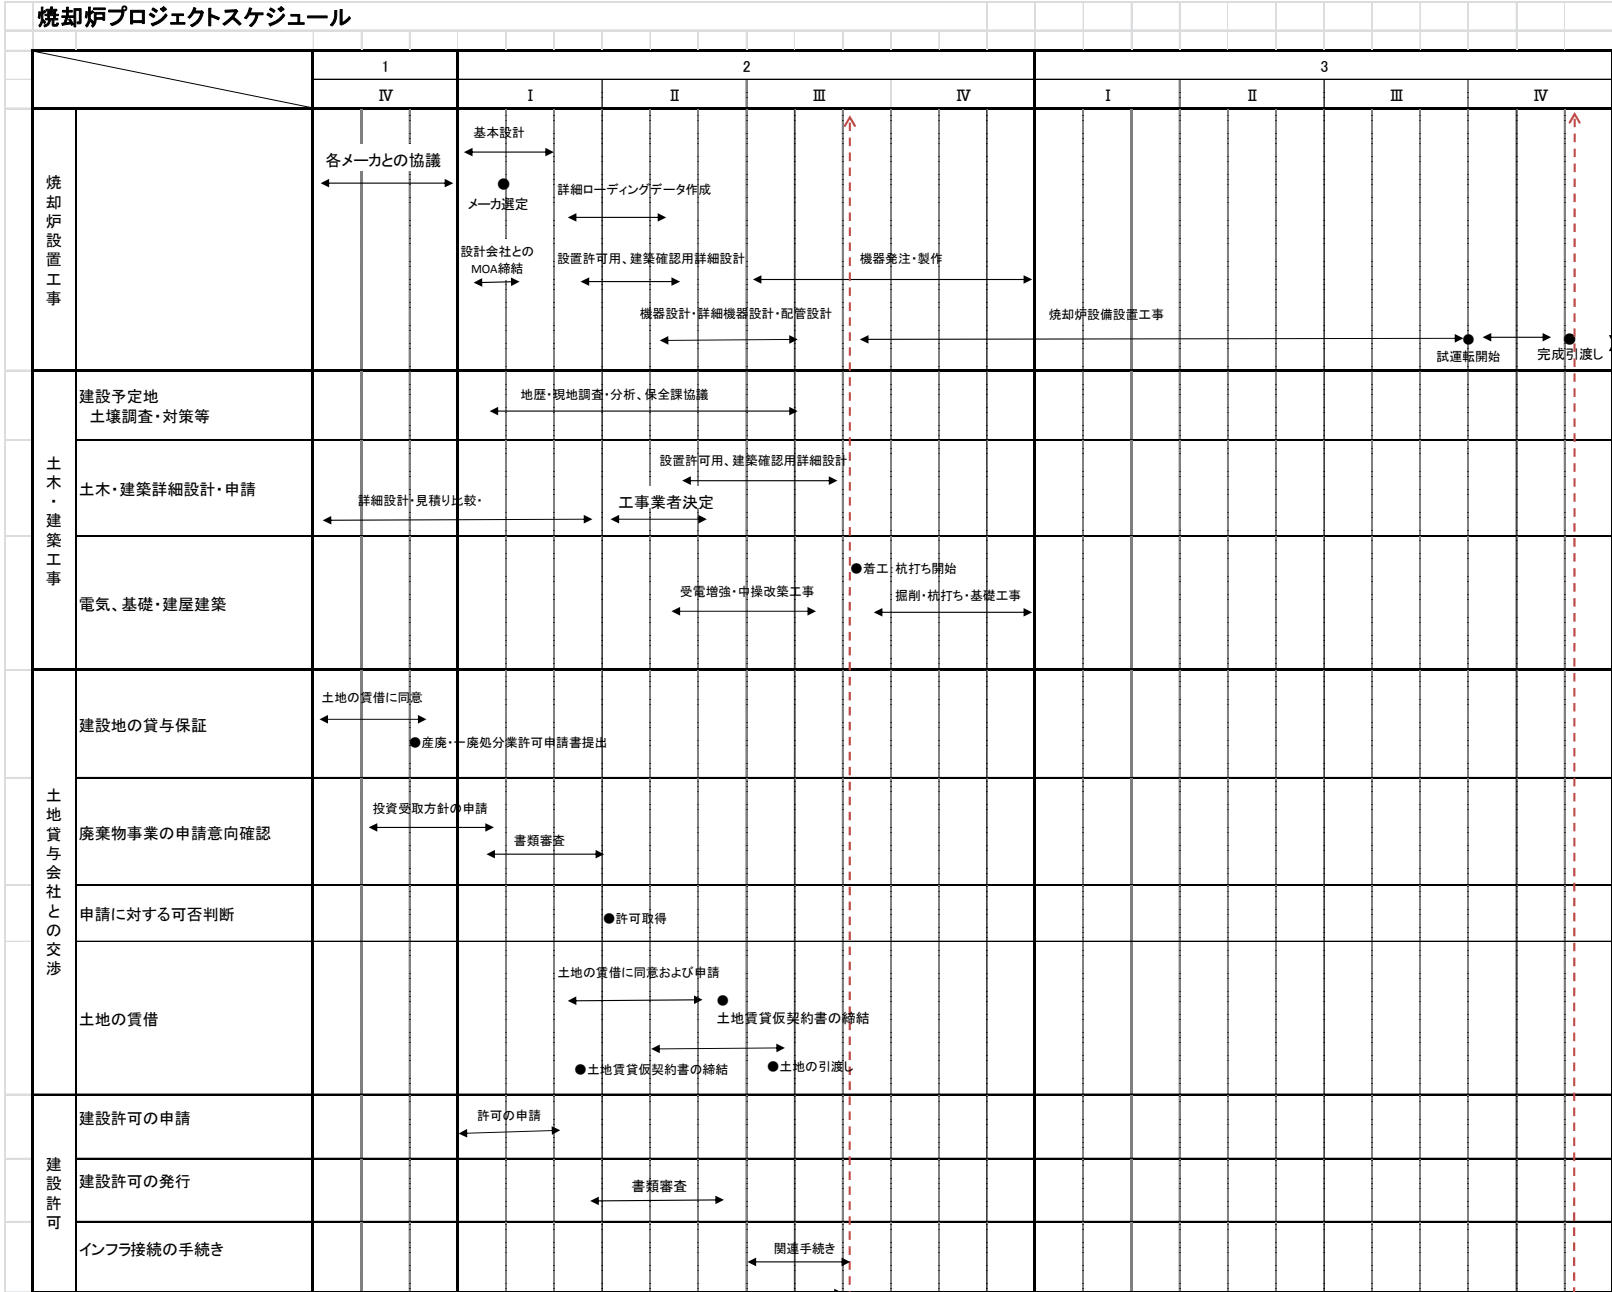 焼却炉プロジェクトスケジュール
1
2
3
Ⅳ
Ⅰ
Ⅱ
Ⅲ
Ⅳ
Ⅰ
Ⅱ
Ⅲ
Ⅳ
焼却炉設置工事
各メーカとの協議
基本設計
メーカ選定
詳細ローディングデータ作成
設計会社との
MOA締結
設置許可用、建築確認用詳細設計
機器発注・製作
機器設計・詳細機器設計・配管設計
焼却炉設備設置工事
試運転開始
完成引渡し
土木・建築工事
建設予定地
土壌調査・対策等
地歴・現地調査・分析、保全課協議
土木・建築詳細設計・申請
設置許可用、建築確認用詳細設計
詳細設計・見積り比較・
工事業者決定
電気、基礎・建屋建築
着工:杭打ち開始
受電増強・中操改築工事
掘削・杭打ち・基礎工事
土地貸与会社との交渉
建設地の貸与保証
土地の賃借に同意
産廃・一廃処分業許可申請書提出
廃棄物事業の申請意向確認
投資受取方針の申請
書類審査
申請に対する可否判断
許可取得
土地の賃借
土地の賃借に同意および申請
土地賃貸仮契約書の締結
土地賃貸仮契約書の締結
土地の引渡し
建設許可
建設許可の申請
許可の申請
建設許可の発行
書類審査
インフラ接続の手続き
関連手続き